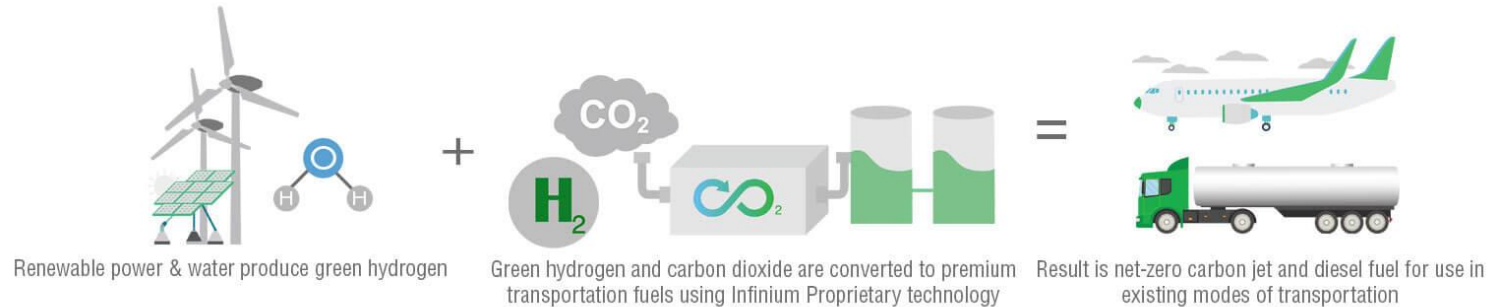 CO₂
H₂
O
H H
CO₂
+
=
Renewable power & water produce green hydrogen
Green hydrogen and carbon dioxide are converted to premium
transportation fuels using Infinium Proprietary technology
Result is net-zero carbon jet and diesel fuel for use in
existing modes of transportation